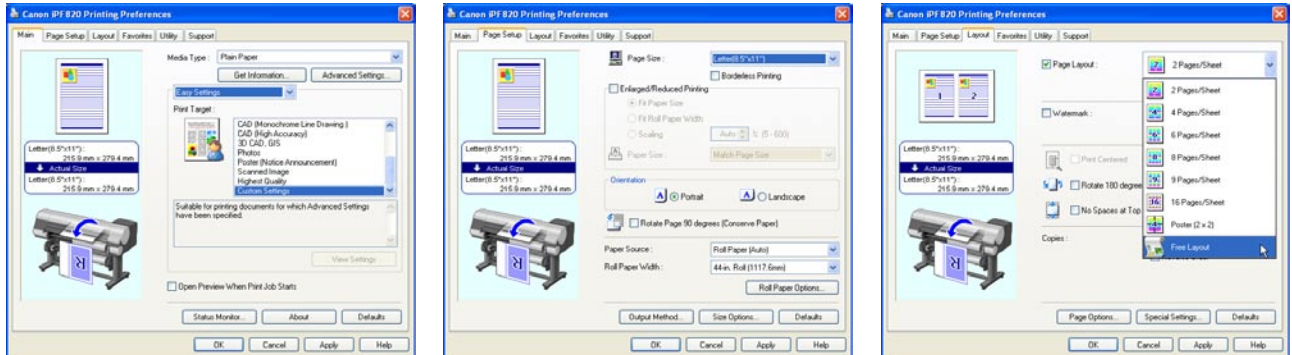 Canon iPF820 Printing Preferences
Main Page Setup Layout Favorites Utility Support
Media Type : Plain Paper
Get Information... Advanced Settings...
Easy Settings
Print Target :
CAD (Monochrome Line Drawing )
CAD (High Accuracy)
3D CAD, GIS
Photos
Poster (Notice Announcement)
Scanned Image
Highest Quality
Custom Settings
Letter(8.5"x11") :
215.9 mm x 279.4 mm
Actual Size
Letter(8.5"x11") :
215.9 mm x 279.4 mm
Suitable for printing documents for which Advanced Settings
have been specified.
R
View Settings
Open Preview When Print Job Starts
Status Monitor... About Defaults
OK Cancel Apply Help
Canon iPF820 Printing Preferences
Main Page Setup Layout Favorites Utility Support
Page Size : Letter(8.5"x11")
Borderless Printing
Enlarged/Reduced Printing
Fit Paper Size
Fit Roll Paper Width
Scaling Auto % (5 - 600)
Paper Size : Match Page Size
Letter(8.5"x11") :
215.9 mm x 279.4 mm
Actual Size
Letter(8.5"x11") :
215.9 mm x 279.4 mm
Orientation
A Portrait A Landscape
Rotate Page 90 degrees (Conserve Paper)
R
Paper Source : Roll Paper (Auto)
Roll Paper Width : 44-in. Roll (1117.6mm)
Roll Paper Options...
Output Method... Size Options... Defaults
OK Cancel Apply Help
Canon iPF820 Printing Preferences
Main Page Setup Layout Favorites Utility Support
Page Layout : 2 Pages/Sheet
1 2
2 Pages/Sheet
Watermark : 4 Pages/Sheet
6 Pages/Sheet
Letter(8.5"x11") :
215.9 mm x 279.4 mm
Actual Size
Letter(8.5"x11") :
215.9 mm x 279.4 mm
Print Centered 8 Pages/Sheet
Rotate 180 degree 9 Pages/Sheet
No Spaces at Top 16 Pages/Sheet
Poster (2 x 2)
Copies : Free Layout
R
Page Options... Special Settings... Defaults
OK Cancel Apply Help